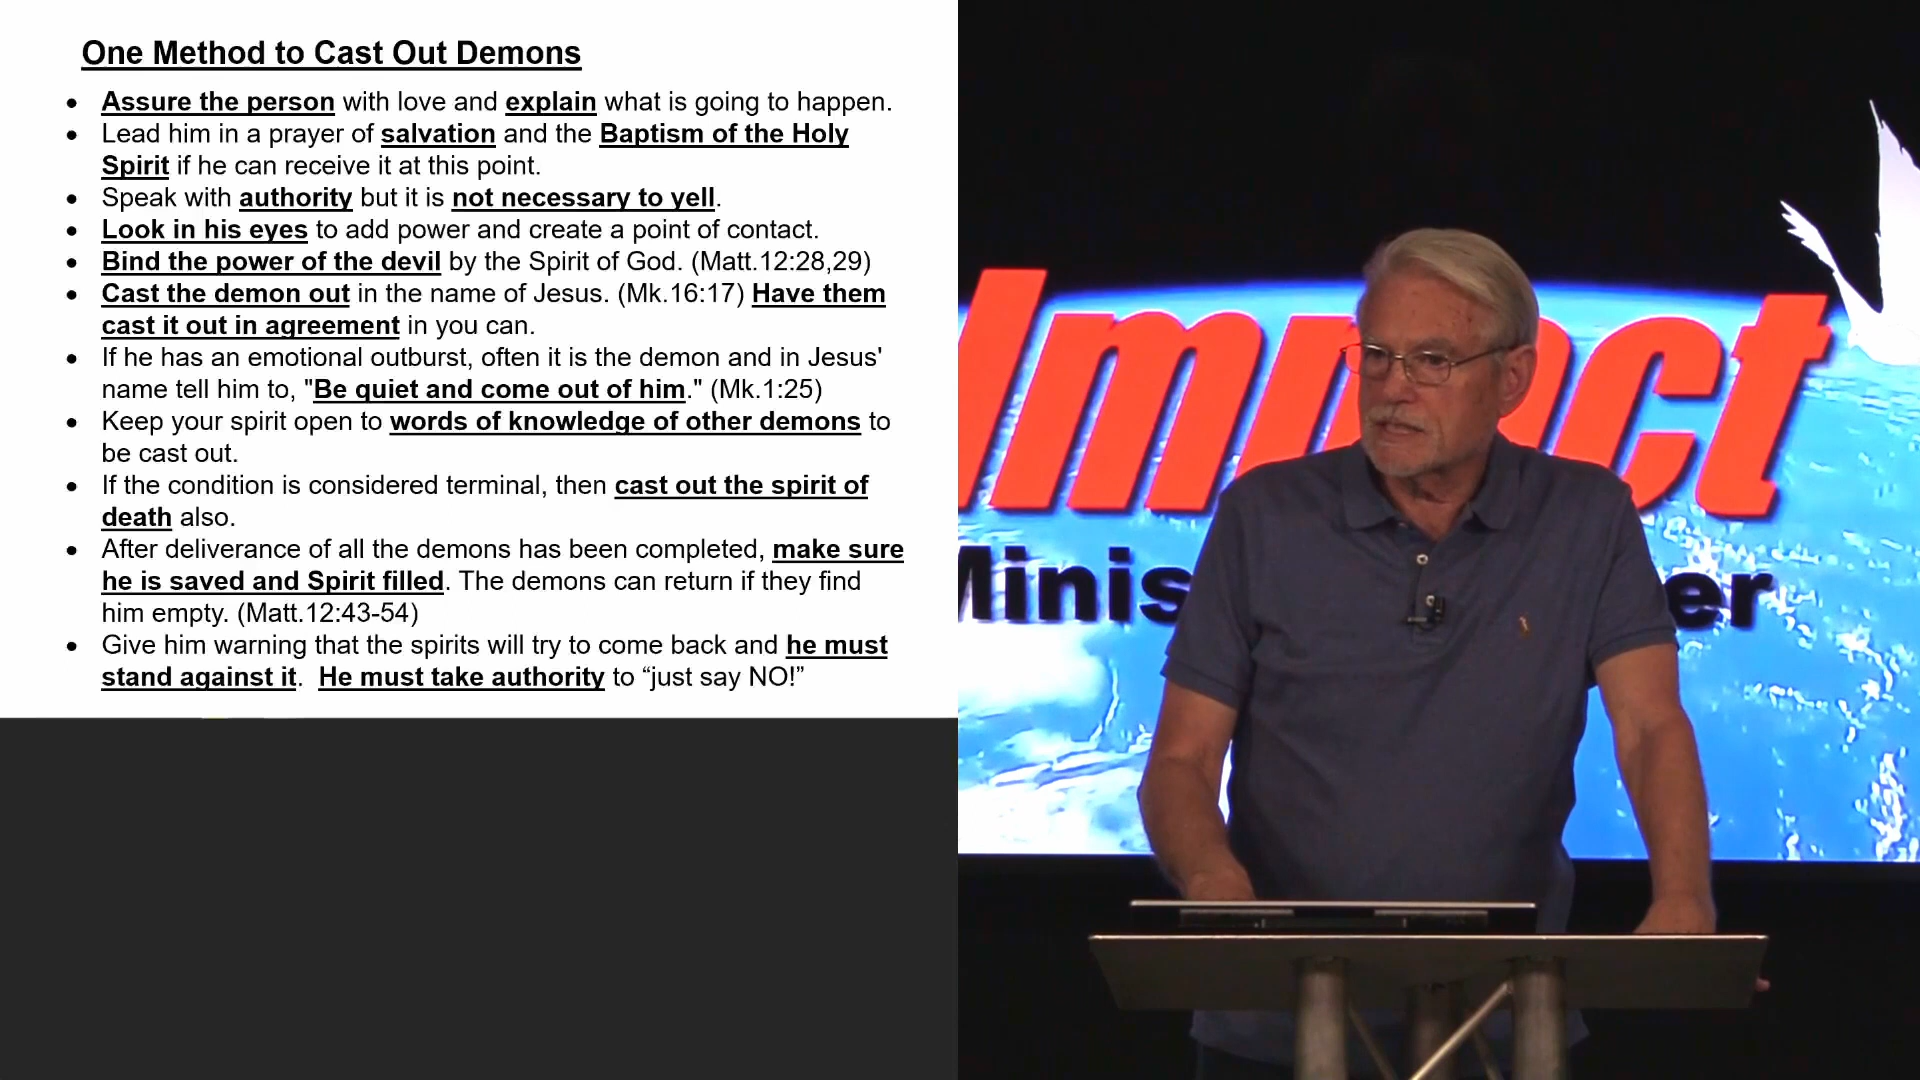 One Method to Cast Out Demons
Assure the person with love and explain what is going to happen.
Lead him in a prayer of salvation and the Baptism of the Holy
Spirit if he can receive it at this point.
Speak with authority but it is not necessary to yell.
Look in his eyes to add power and create a point of contact.
Bind the power of the devil by the Spirit of God. (Matt.12:28,29)
Cast the demon out in the name of Jesus. (Mk.16:17) Have them
cast it out in agreement in you can.
If he has an emotional outburst, often it is the demon and in Jesus'
name tell him to, "Be quiet and come out of him." (Mk.1:25)
Keep your spirit open to words of knowledge of other demons to
be cast out.
If the condition is considered terminal, then cast out the spirit of
death also.
After deliverance of all the demons has been completed, make sure
he is saved and Spirit filled. The demons can return if they find
him empty. (Matt.12:43-54)
Give him warning that the spirits will try to come back and he must
stand against it. He must take authority to “just say NO!”
Impact